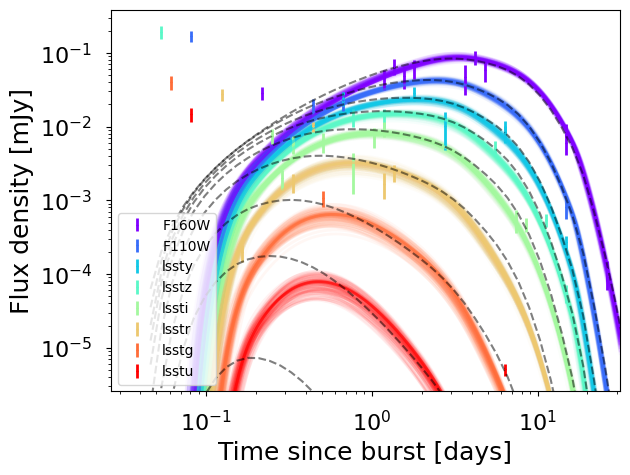 Flux density [mJy]
10⁻¹
10⁻²
10⁻³
10⁻⁴
10⁻⁵
F160W
F110W
lssty
lsstz
lssti
lsstr
lsstg
lsstu
10⁻¹ 10⁰ 10¹
Time since burst [days]